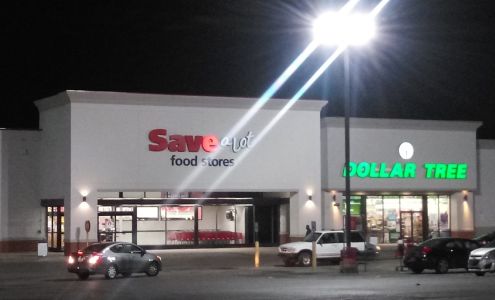 Save a lot
food stores
DOLLAR TREE